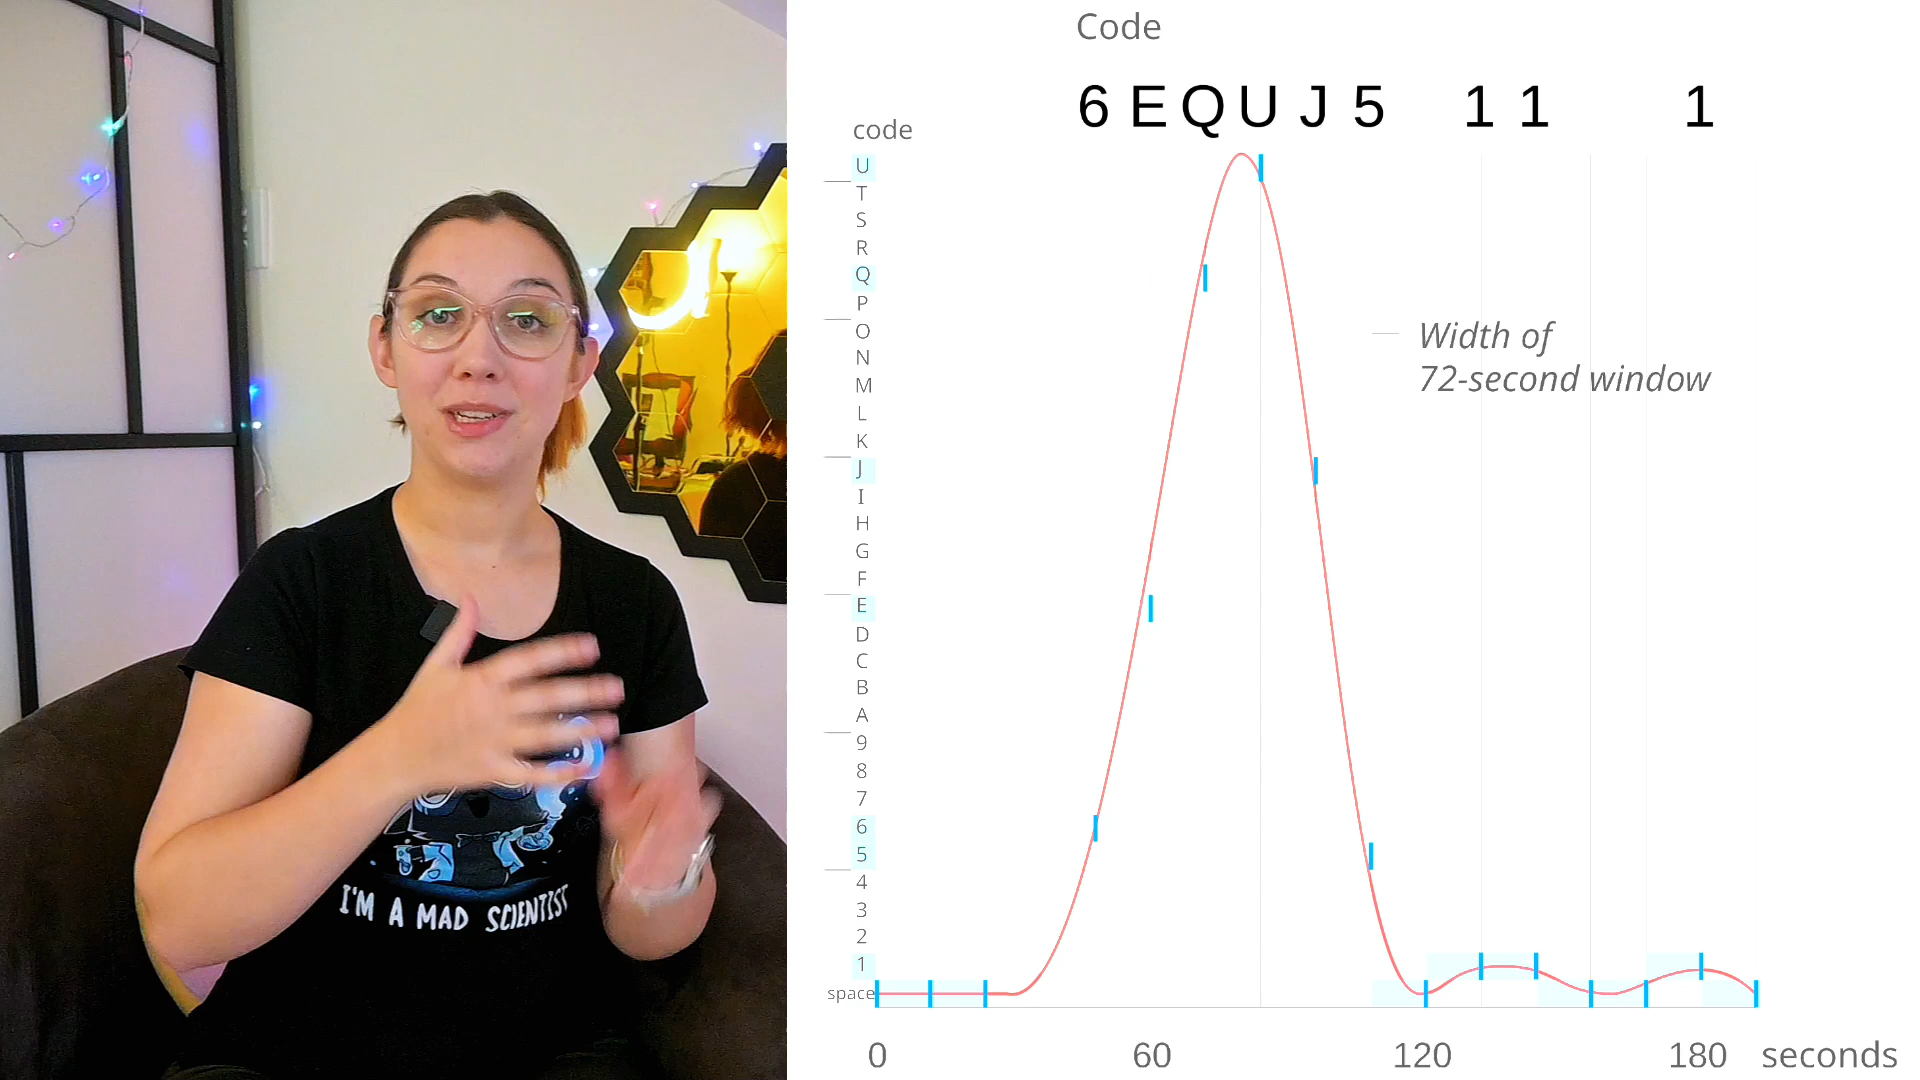 I'M A MAD SCIENTIST
Code
6 E Q U J 5 1 1 1
code
U
T
S
R
Q
P
O
N
M
L
K
J
I
H
G
F
E
D
C
B
A
9
8
7
6
5
4
3
2
1
space
Width of
72-second window
0 60 120 180 seconds